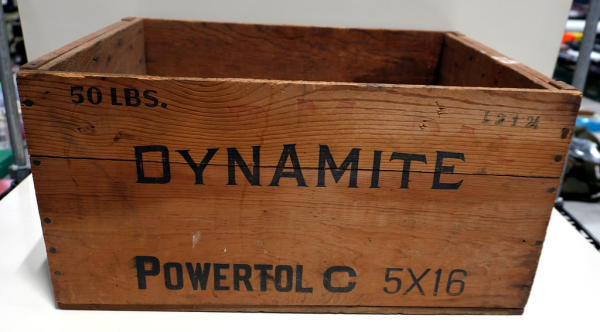 50 LBS.
DYNAMITE
POWERTOL C 5X16